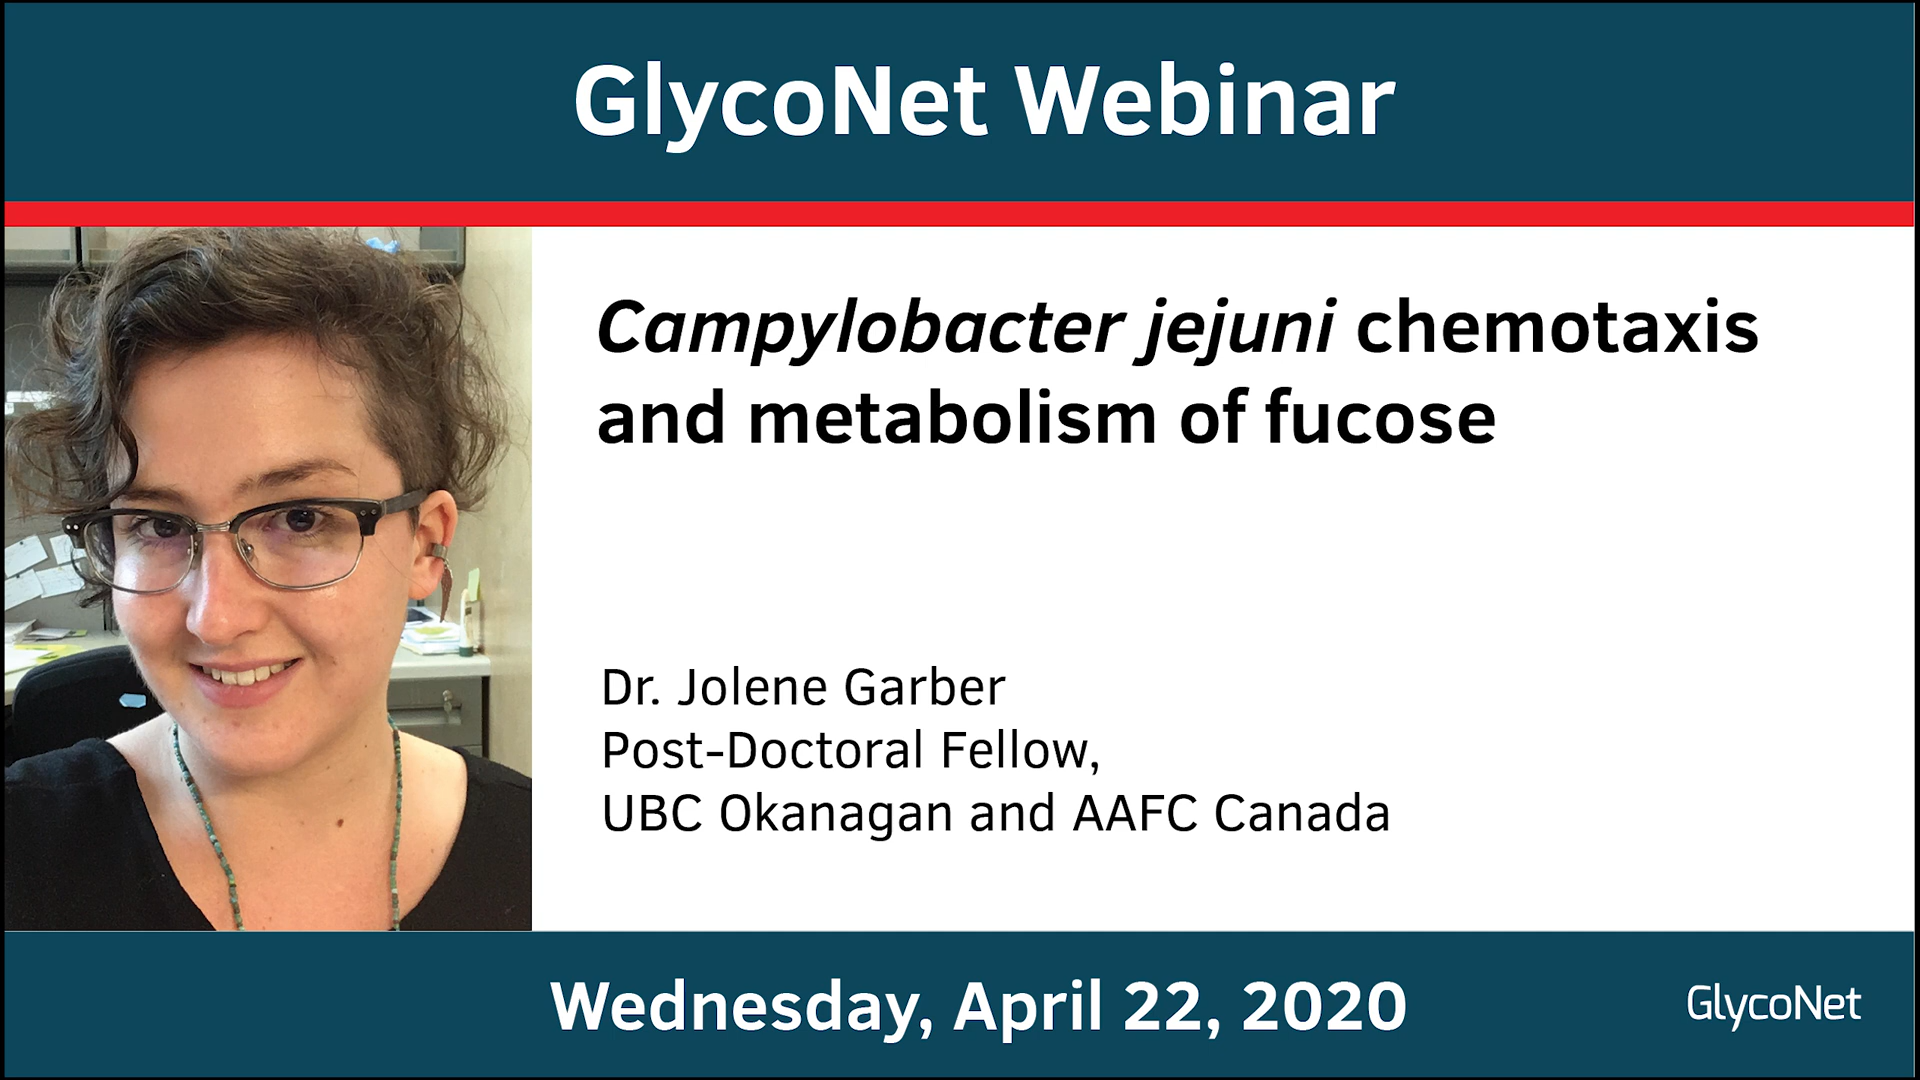 GlycoNet Webinar
Campylobacter jejuni chemotaxis
and metabolism of fucose
Dr. Jolene Garber
Post-Doctoral Fellow,
UBC Okanagan and AAFC Canada
Wednesday, April 22, 2020
GlycoNet